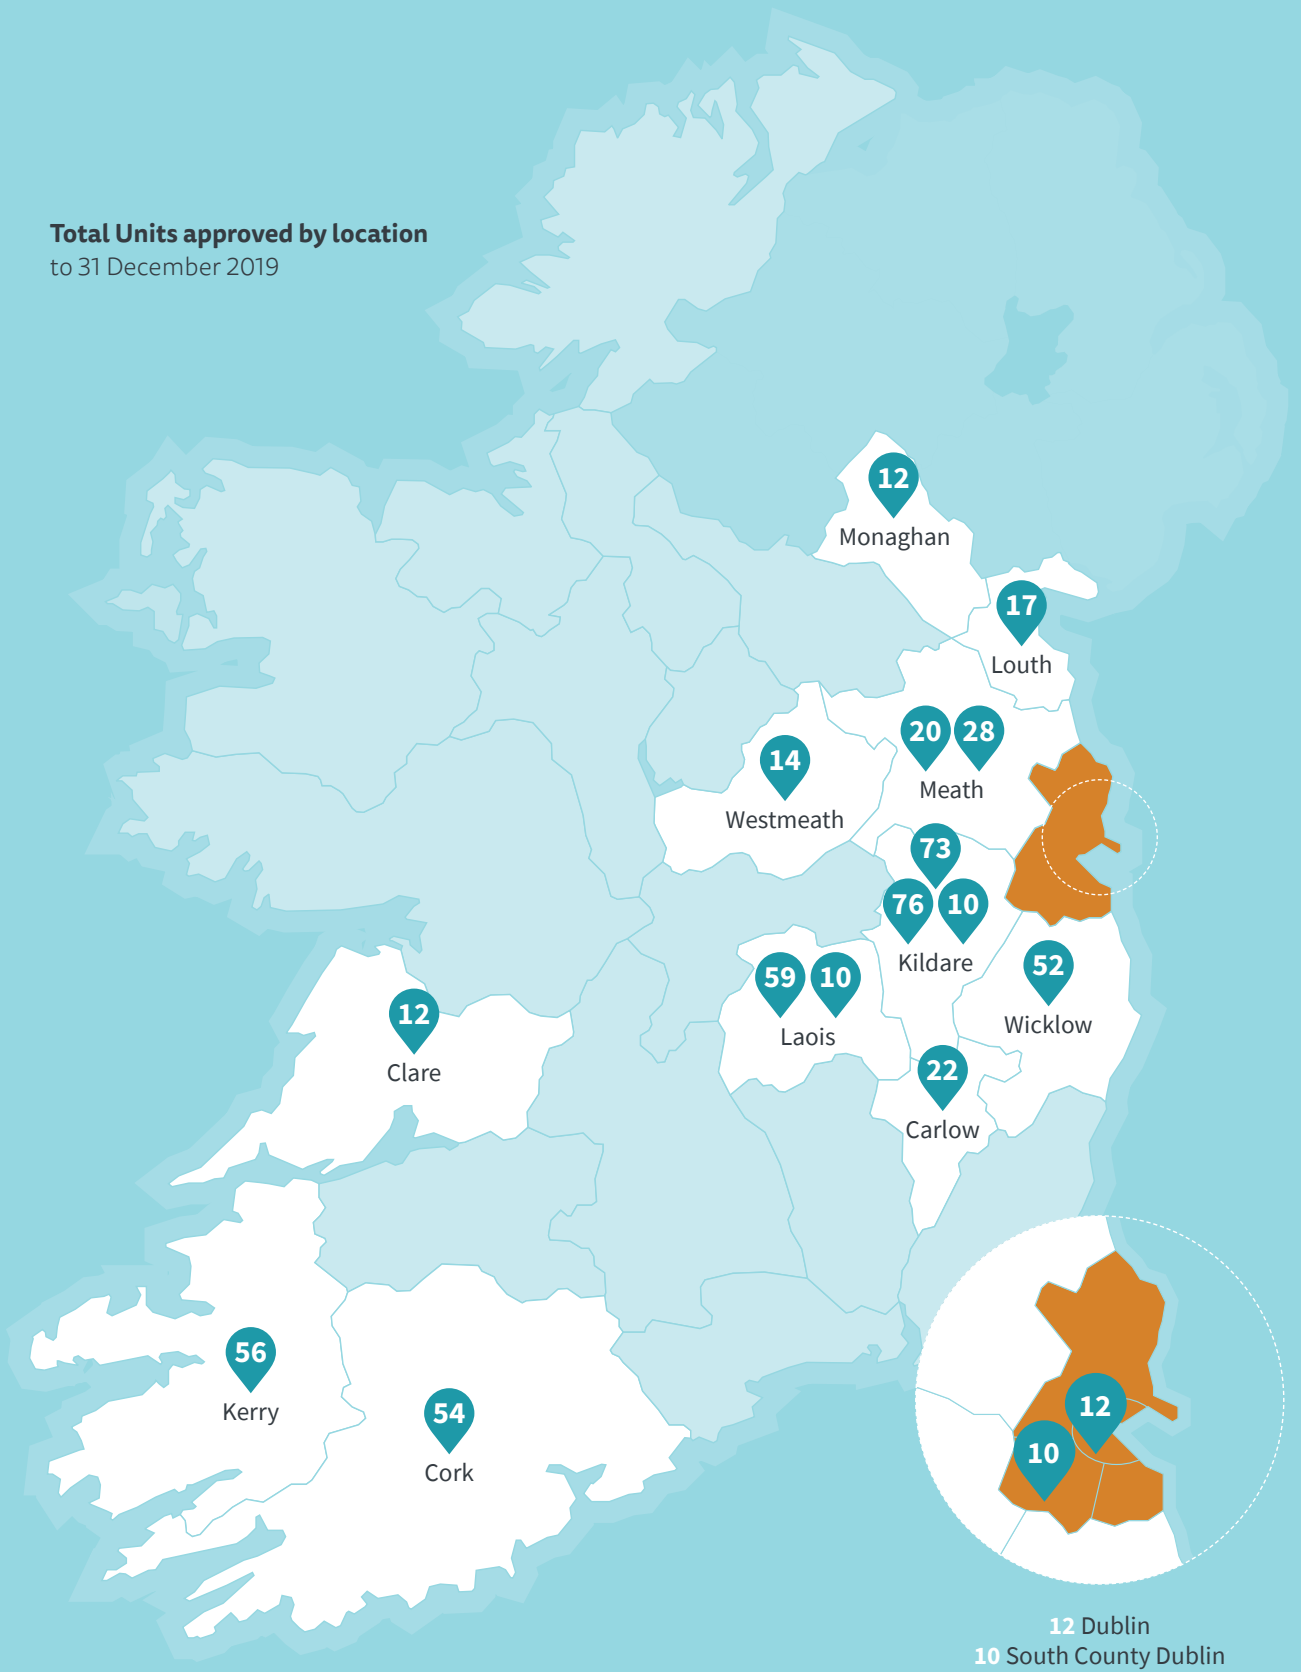 Total Units approved by location
to 31 December 2019
12
Monaghan
17
Louth
20 28
Meath
14
Westmeath
73
76 10
Kildare
59 10
Laois
52
Wicklow
12
Clare
22
Carlow
56
Kerry
54
Cork
12
10
12 Dublin
10 South County Dublin